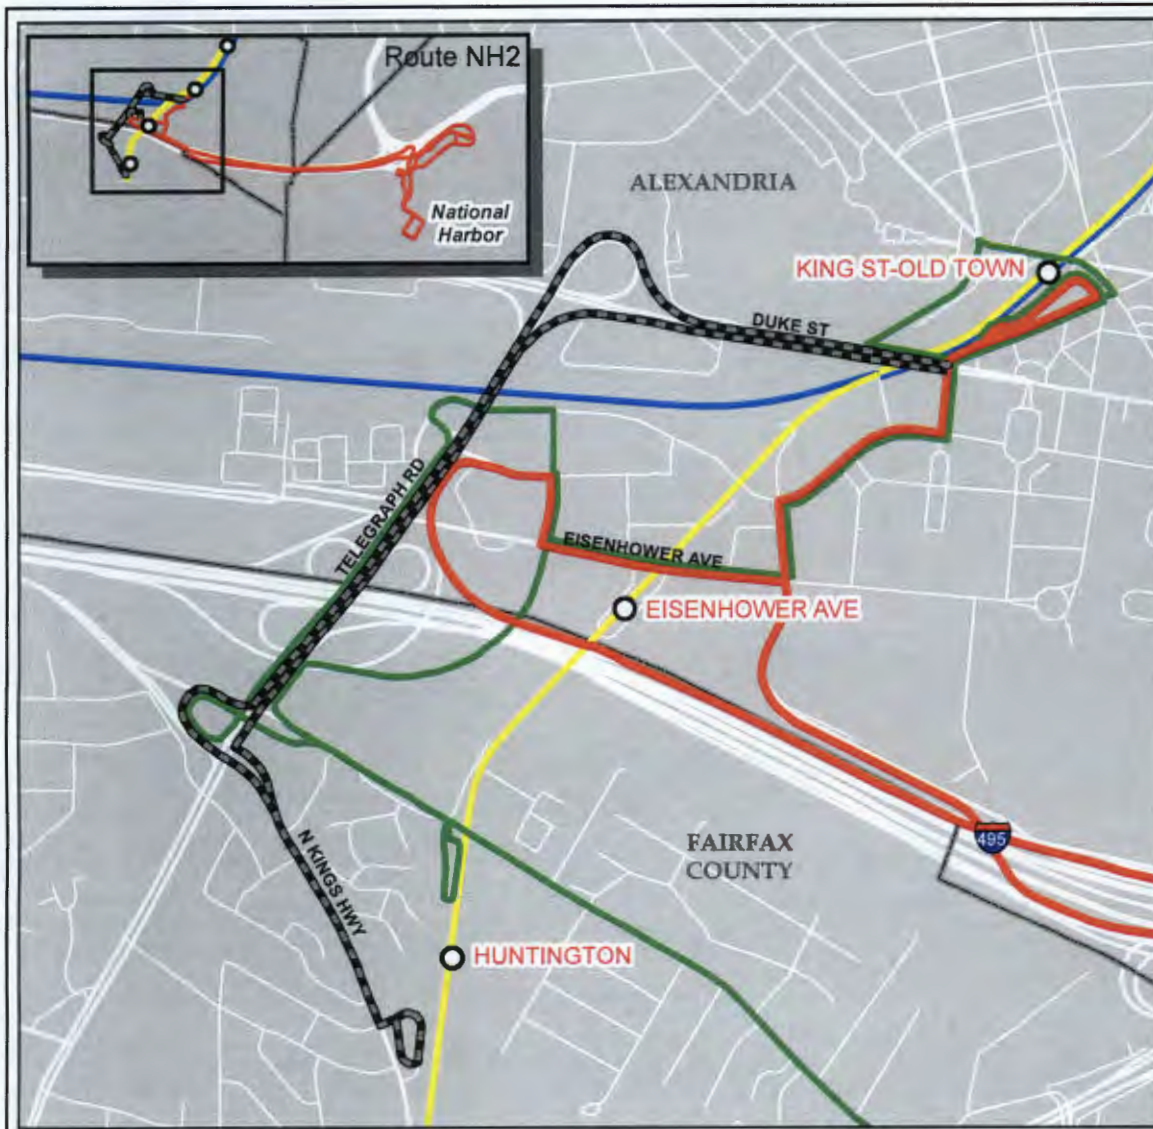 Route NH2
National
Harbor
ALEXANDRIA
KING ST-OLD TOWN
DUKE ST
TELEGRAPH RD
EISENHOWER AVE
EISENHOWER AVE
495
FAIRFAX
COUNTY
N KINGS HWY
HUNTINGTON